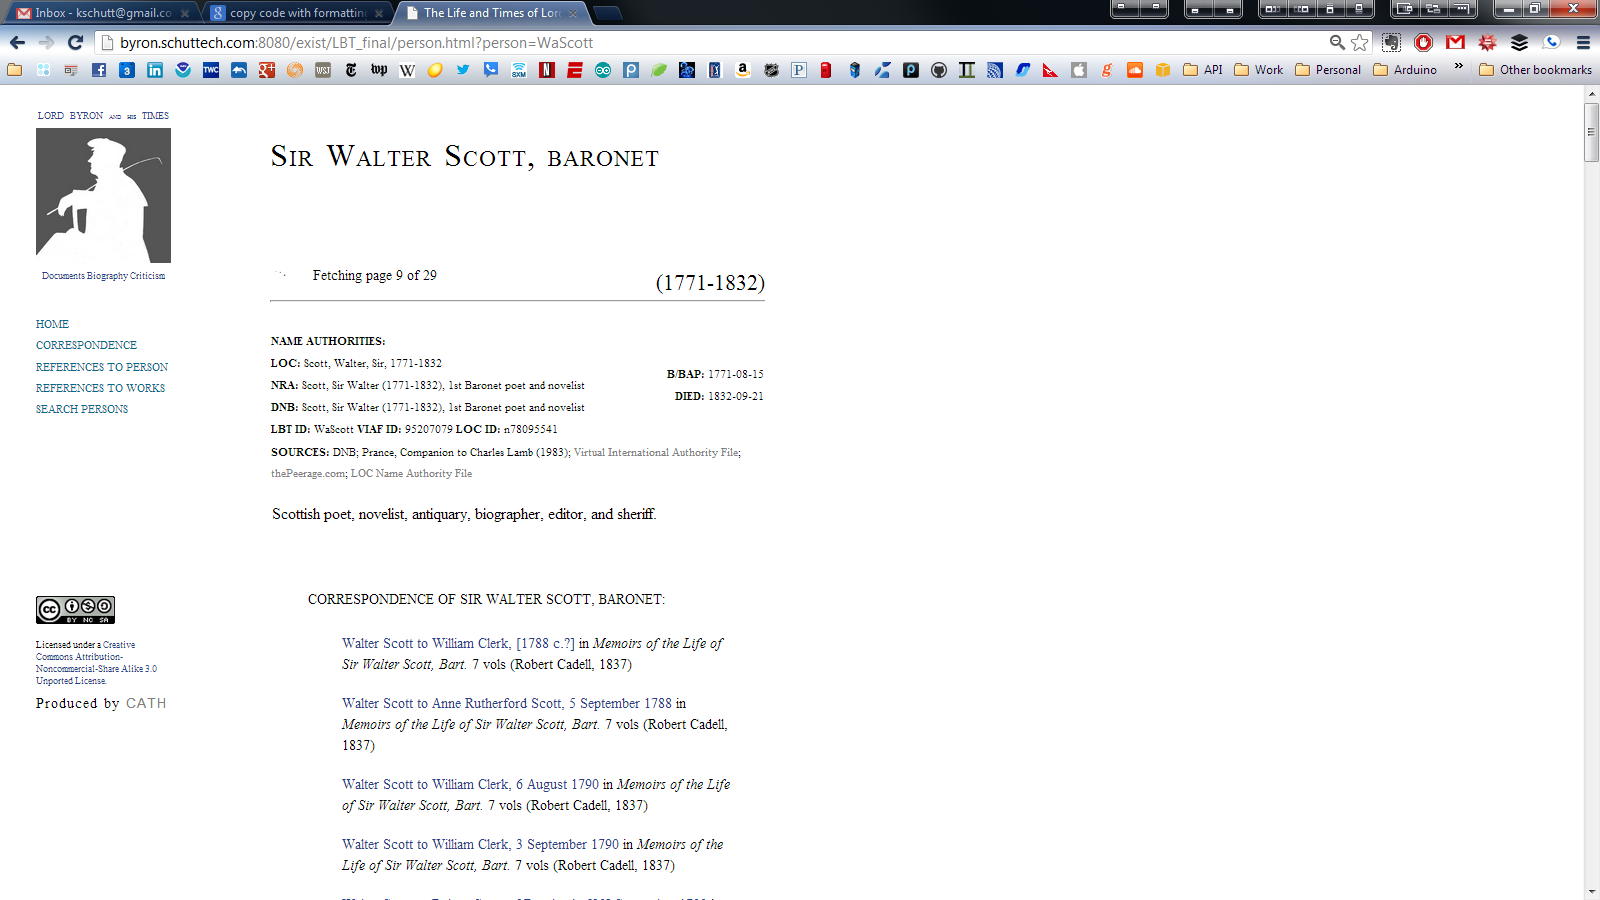 Inbox - kschutt@gmail.co
copy code with formattin
The Life and Times of Lor
byron.schuttech.com:8080/exist/LBT_final/person.html?person=WaScott
API
Work
Personal
Arduino
»
Other bookmarks
LORD BYRON AND HIS TIMES
Documents Biography Criticism
HOME
CORRESPONDENCE
REFERENCES TO PERSON
REFERENCES TO WORKS
SEARCH PERSONS
BY NC SA
Licensed under a Creative
Commons Attribution-
Noncommercial-Share Alike 3.0
Unported License.
Produced by CATH
Sir Walter Scott, baronet
Fetching page 9 of 29
(1771-1832)
NAME AUTHORITIES:
LOC: Scott, Walter, Sir, 1771-1832
NRA: Scott, Sir Walter (1771-1832), 1st Baronet poet and novelist
DNB: Scott, Sir Walter (1771-1832), 1st Baronet poet and novelist
LBT ID: WaScott VIAF ID: 95207079 LOC ID: n78095541
SOURCES: DNB; Prance, Companion to Charles Lamb (1983); Virtual International Authority File;
thePeerage.com; LOC Name Authority File
B/BAP: 1771-08-15
DIED: 1832-09-21
Scottish poet, novelist, antiquary, biographer, editor, and sheriff.
CORRESPONDENCE OF SIR WALTER SCOTT, BARONET:
Walter Scott to William Clerk, [1788 c.?] in Memoirs of the Life of
Sir Walter Scott, Bart. 7 vols (Robert Cadell, 1837)
Walter Scott to Anne Rutherford Scott, 5 September 1788 in
Memoirs of the Life of Sir Walter Scott, Bart. 7 vols (Robert Cadell,
1837)
Walter Scott to William Clerk, 6 August 1790 in Memoirs of the Life
of Sir Walter Scott, Bart. 7 vols (Robert Cadell, 1837)
Walter Scott to William Clerk, 3 September 1790 in Memoirs of the
Life of Sir Walter Scott, Bart. 7 vols (Robert Cadell, 1837)